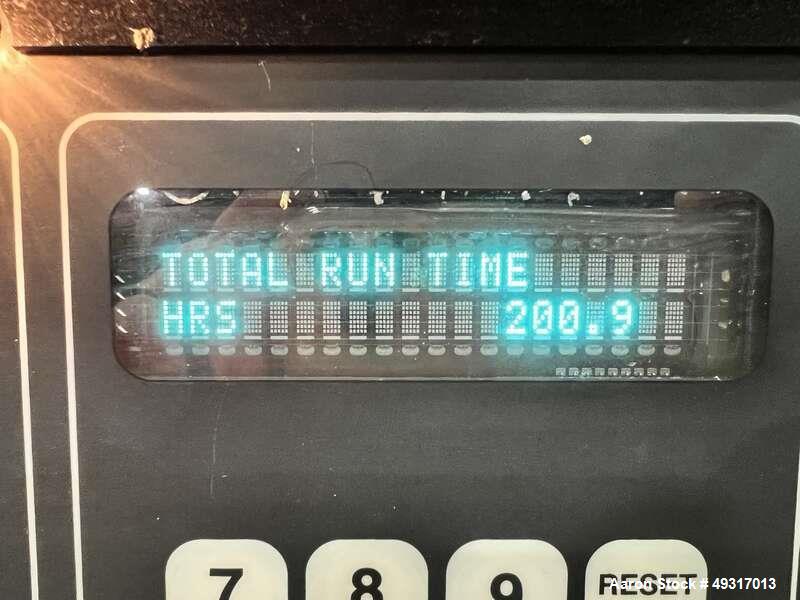 TOTAL RUN TIME
HRS 200.9
7 8 9 RESET
Aaron Stock # 49317013